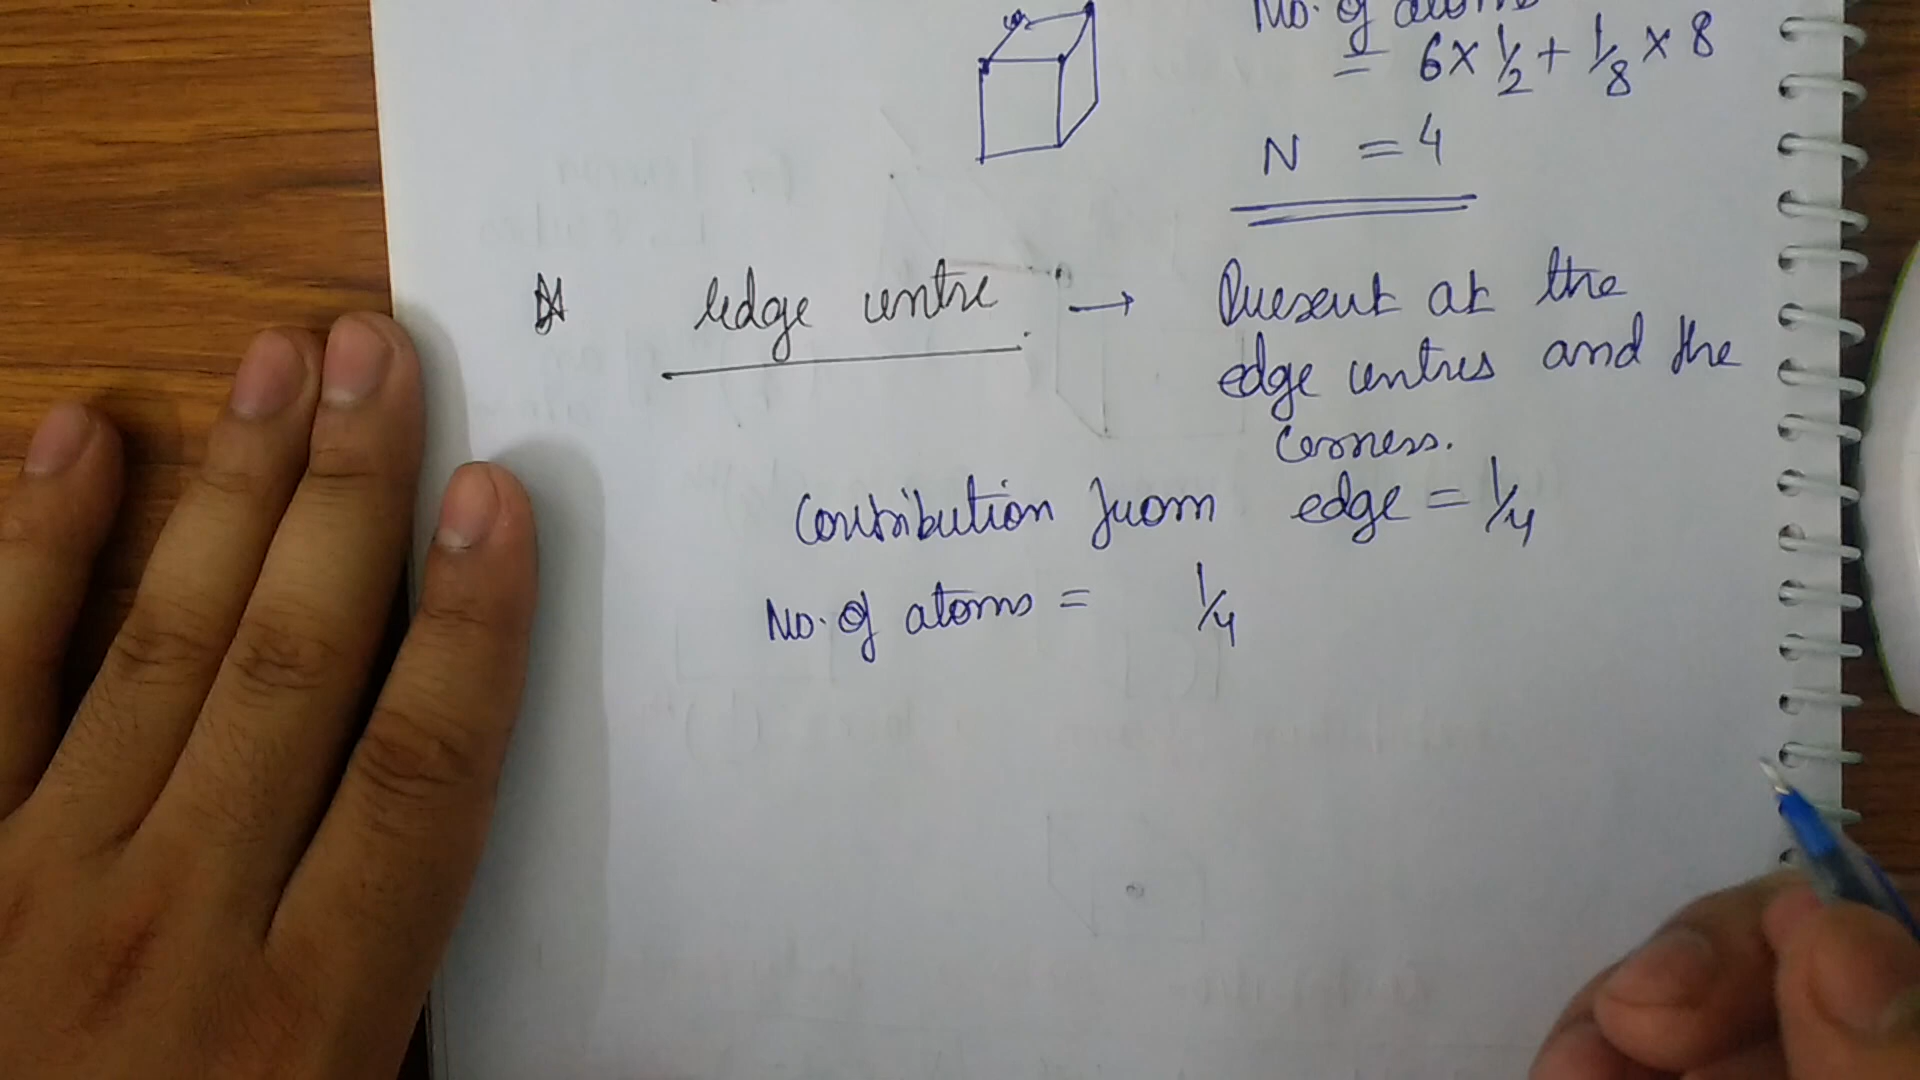 No. of atoms
= 6 x 1/2 + 1/8 x 8
N = 4
edge centre → Present at the
edge centres and the
corners.
Contribution from edge = 1/4
No. of atoms = 1/4